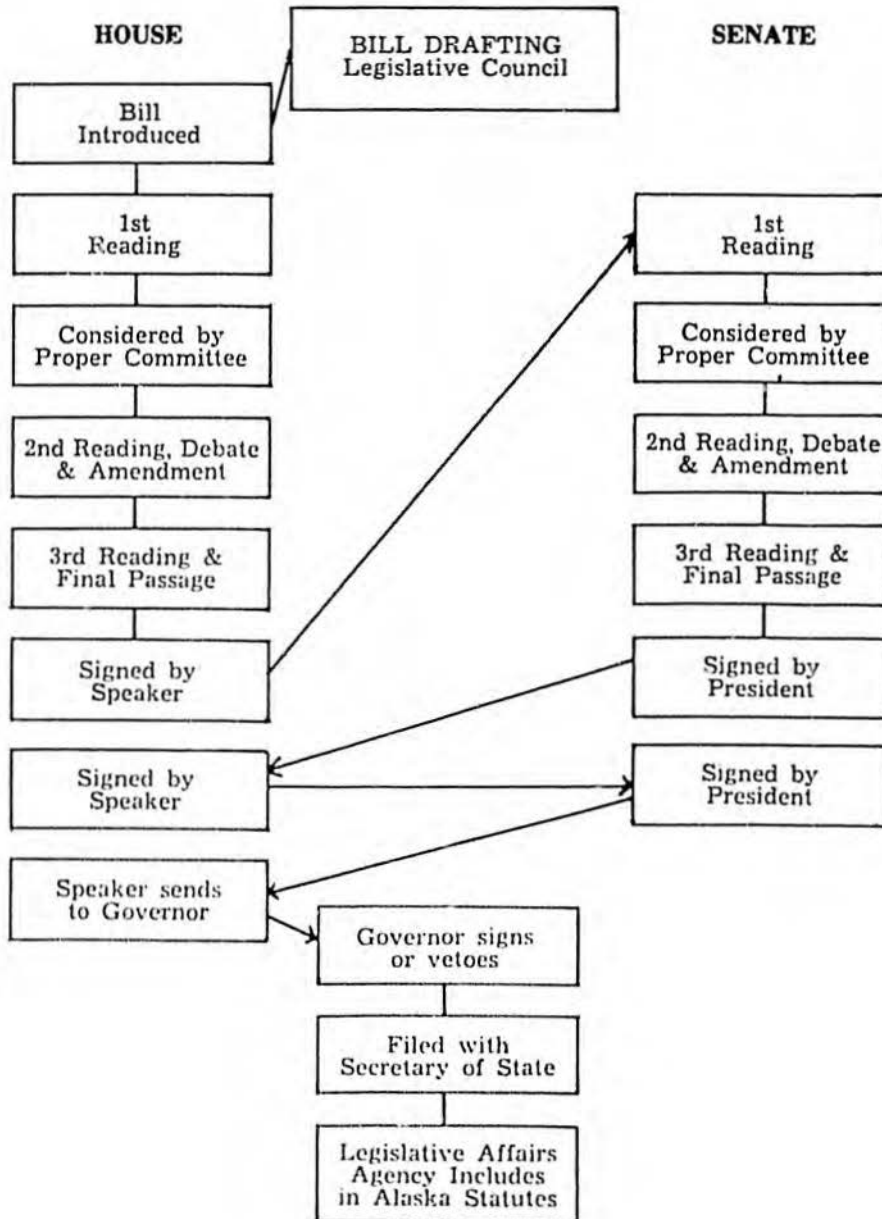 HOUSE
BILL DRAFTING
Legislative Council
SENATE
Bill
Introduced
1st
Reading
Considered by
Proper Committee
2nd Reading, Debate
& Amendment
3rd Reading &
Final Passage
Signed by
Speaker
1st
Reading
Considered by
Proper Committee
2nd Reading, Debate
& Amendment
3rd Reading &
Final Passage
Signed by
President
Signed by
Speaker
Signed by
President
Speaker sends
to Governor
Governor signs
or vetoes
Filed with
Secretary of State
Legislative Affairs
Agency Includes
in Alaska Statutes